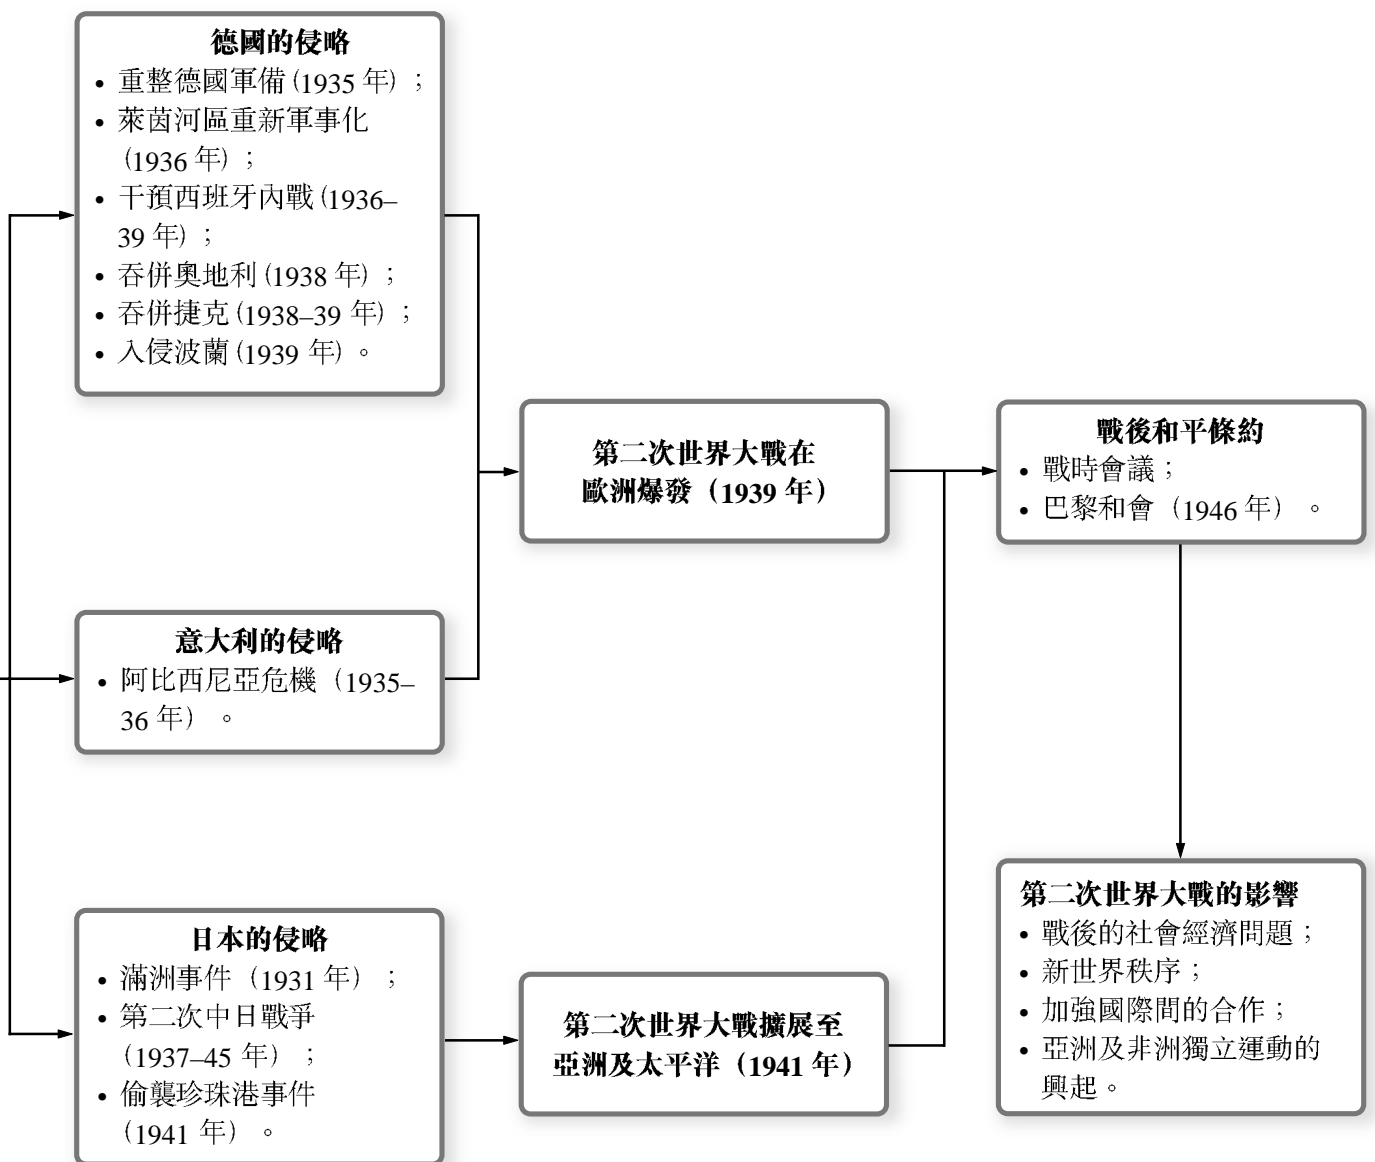 德國的侵略
• 重整德國軍備(1935 年)；
• 萊茵河區重新軍事化
(1936 年)；
• 干預西班牙內戰(1936–
39 年)；
• 吞併奧地利(1938 年)；
• 吞併捷克(1938–39 年)；
• 入侵波蘭(1939 年)。
意大利的侵略
• 阿比西尼亞危機（1935–
36 年）。
日本的侵略
• 滿洲事件（1931 年）；
• 第二次中日戰爭
（1937–45 年）；
• 偷襲珍珠港事件
（1941 年）。
第二次世界大戰在
歐洲爆發（1939 年）
第二次世界大戰擴展至
亞洲及太平洋（1941 年）
戰後和平條約
• 戰時會議；
• 巴黎和會（1946 年）。
第二次世界大戰的影響
• 戰後的社會經濟問題；
• 新世界秩序；
• 加強國際間的合作；
• 亞洲及非洲獨立運動的
興起。